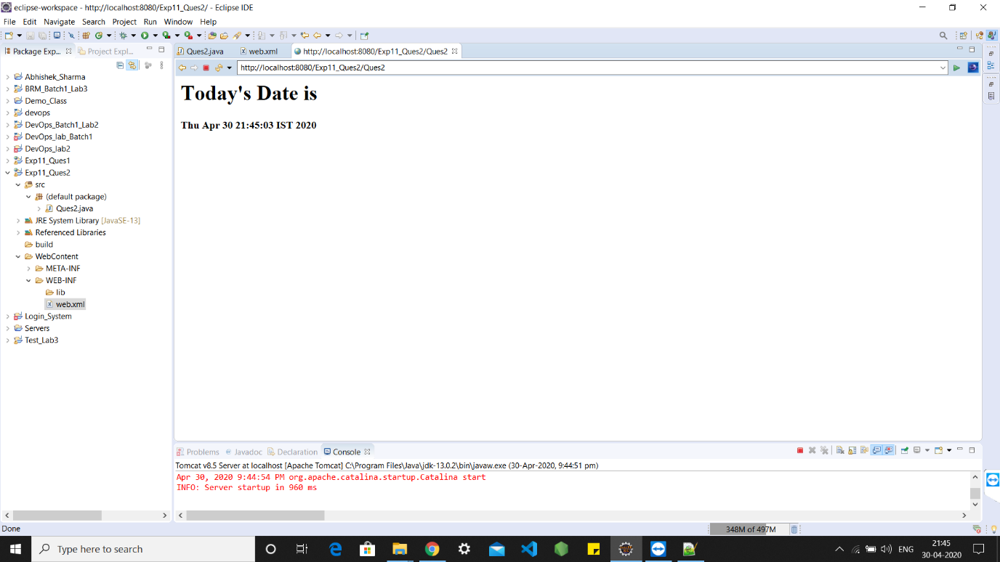 eclipse-workspace - http://localhost:8080/Exp11_Ques2/ - Eclipse IDE
File Edit Navigate Search Project Run Window Help
Package Exp... Project Expl...
Ques2.java web.xml http://localhost:8080/Exp11_Ques2/Ques2
http://localhost:8080/Exp11_Ques2/Ques2
Abhishek_Sharma
BRM_Batch1_Lab3
Demo_Class
devops
DevOps_Batch1_Lab2
DevOps_lab_Batch1
DevOps_lab2
Exp11_Ques1
Exp11_Ques2
src
(default package)
Ques2.java
JRE System Library [JavaSE-13]
Referenced Libraries
build
WebContent
META-INF
WEB-INF
lib
web.xml
Login_System
Servers
Test_Lab3
Today's Date is
Thu Apr 30 21:45:03 IST 2020
Problems Javadoc Declaration Console
Tomcat v8.5 Server at localhost [Apache Tomcat] C:\Program Files\Java\jdk-13.0.2\bin\javaw.exe (30-Apr-2020, 9:44:51 pm)
Apr 30, 2020 9:44:54 PM org.apache.catalina.startup.Catalina start
INFO: Server startup in 960 ms
Done
348M of 497M
Type here to search
ENG
21:45
30-04-2020